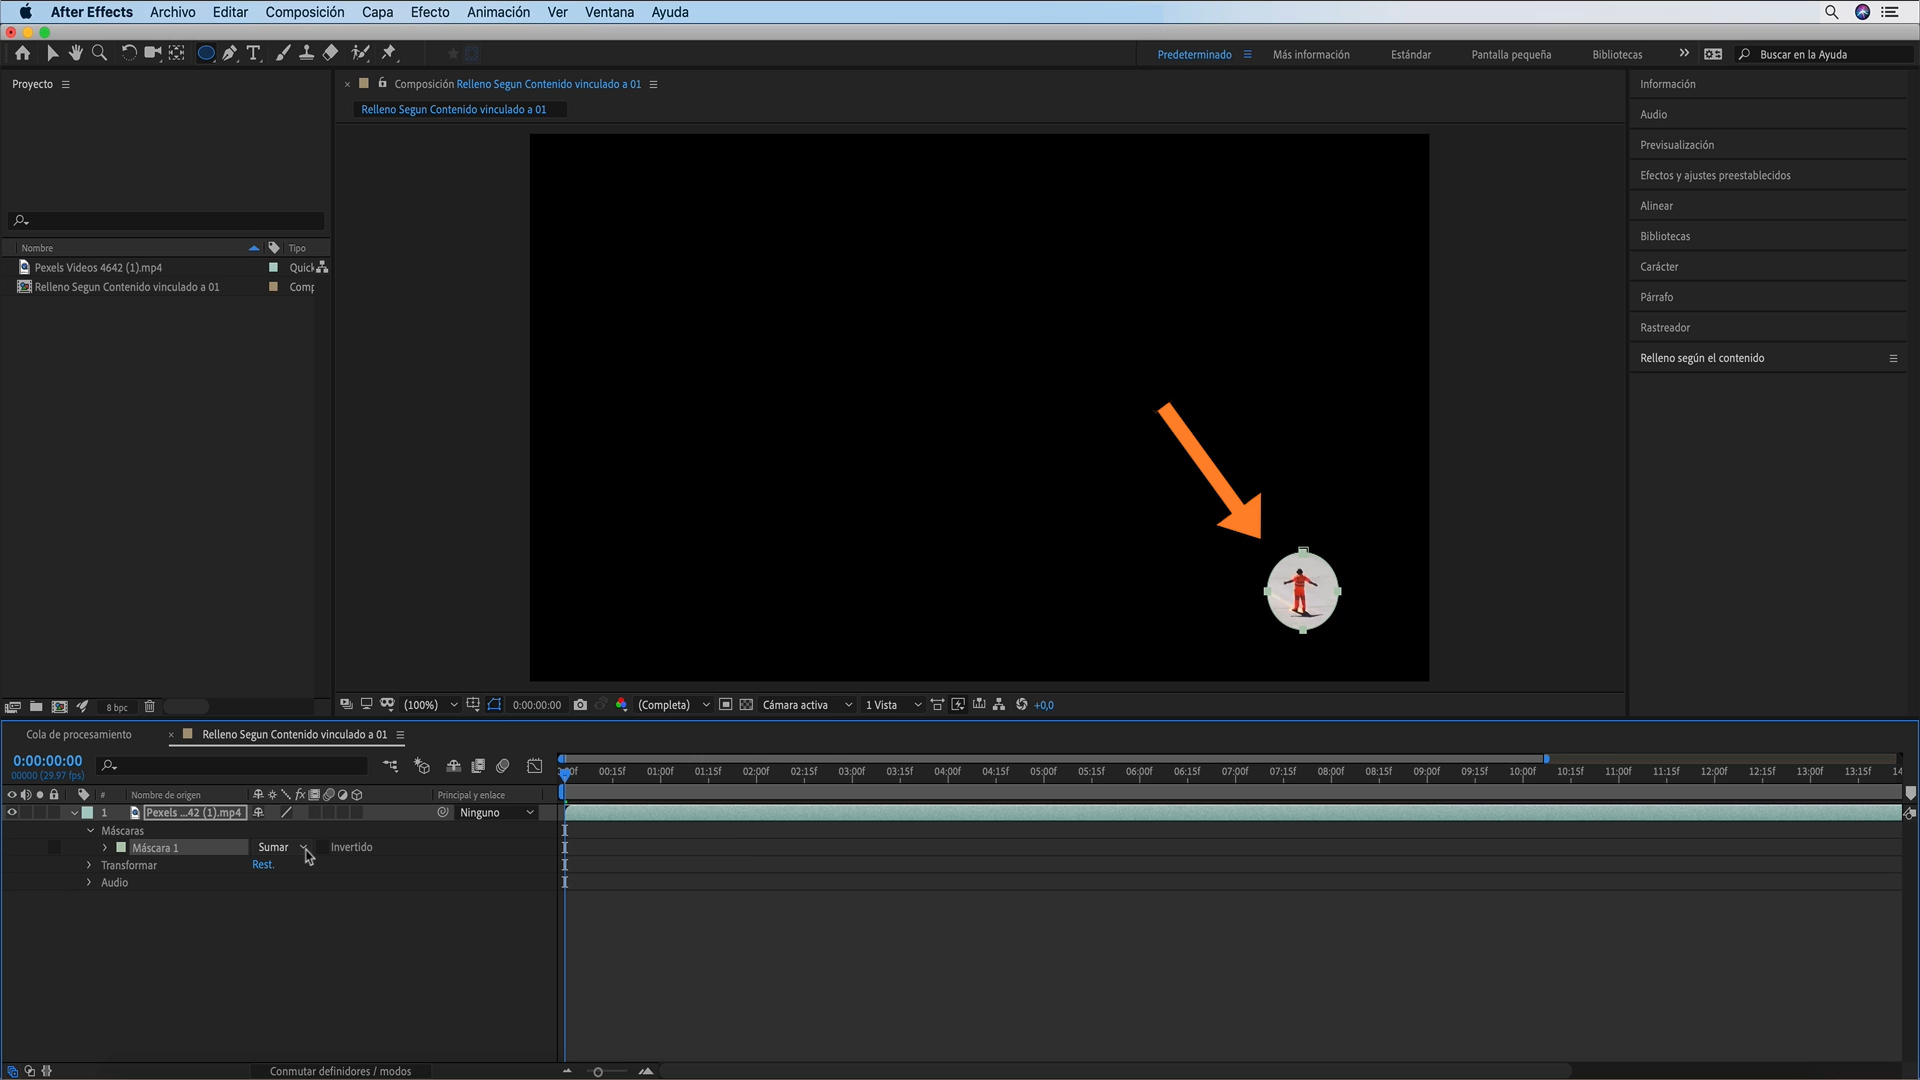 After Effects Archivo Editar Composición Capa Efecto Animación Ver Ventana Ayuda
Predeterminado Más información Estándar Pantalla pequeña Bibliotecas Buscar en la Ayuda
Proyecto
Composición Relleno Segun Contenido vinculado a 01
Relleno Segun Contenido vinculado a 01
Nombre Tipo
Pexels Videos 4642 (1).mp4 Quick
Relleno Segun Contenido vinculado a 01 Comp
8 bpc
Información
Audio
Previsualización
Efectos y ajustes preestablecidos
Alinear
Bibliotecas
Carácter
Párrafo
Rastreador
Relleno según el contenido
(100%) 0:00:00:00 (Completa) Cámara activa 1 Vista +0,0
Cola de procesamiento Relleno Segun Contenido vinculado a 01
0:00:00:00
00000 (29.97 fps)
:00f 00:15f 01:00f 01:15f 02:00f 02:15f 03:00f 03:15f 04:00f 04:15f 05:00f 05:15f 06:00f 06:15f 07:00f 07:15f 08:00f 08:15f 09:00f 09:15f 10:00f 10:15f 11:00f 11:15f 12:00f 12:15f 13:00f 13:15f 14
# Nombre de origen fx Principal y enlace
1 Pexels ...42 (1).mp4 Ninguno
Máscaras
Máscara 1 Sumar Invertido
Transformar Rest.
Audio
Conmutar definidores / modos